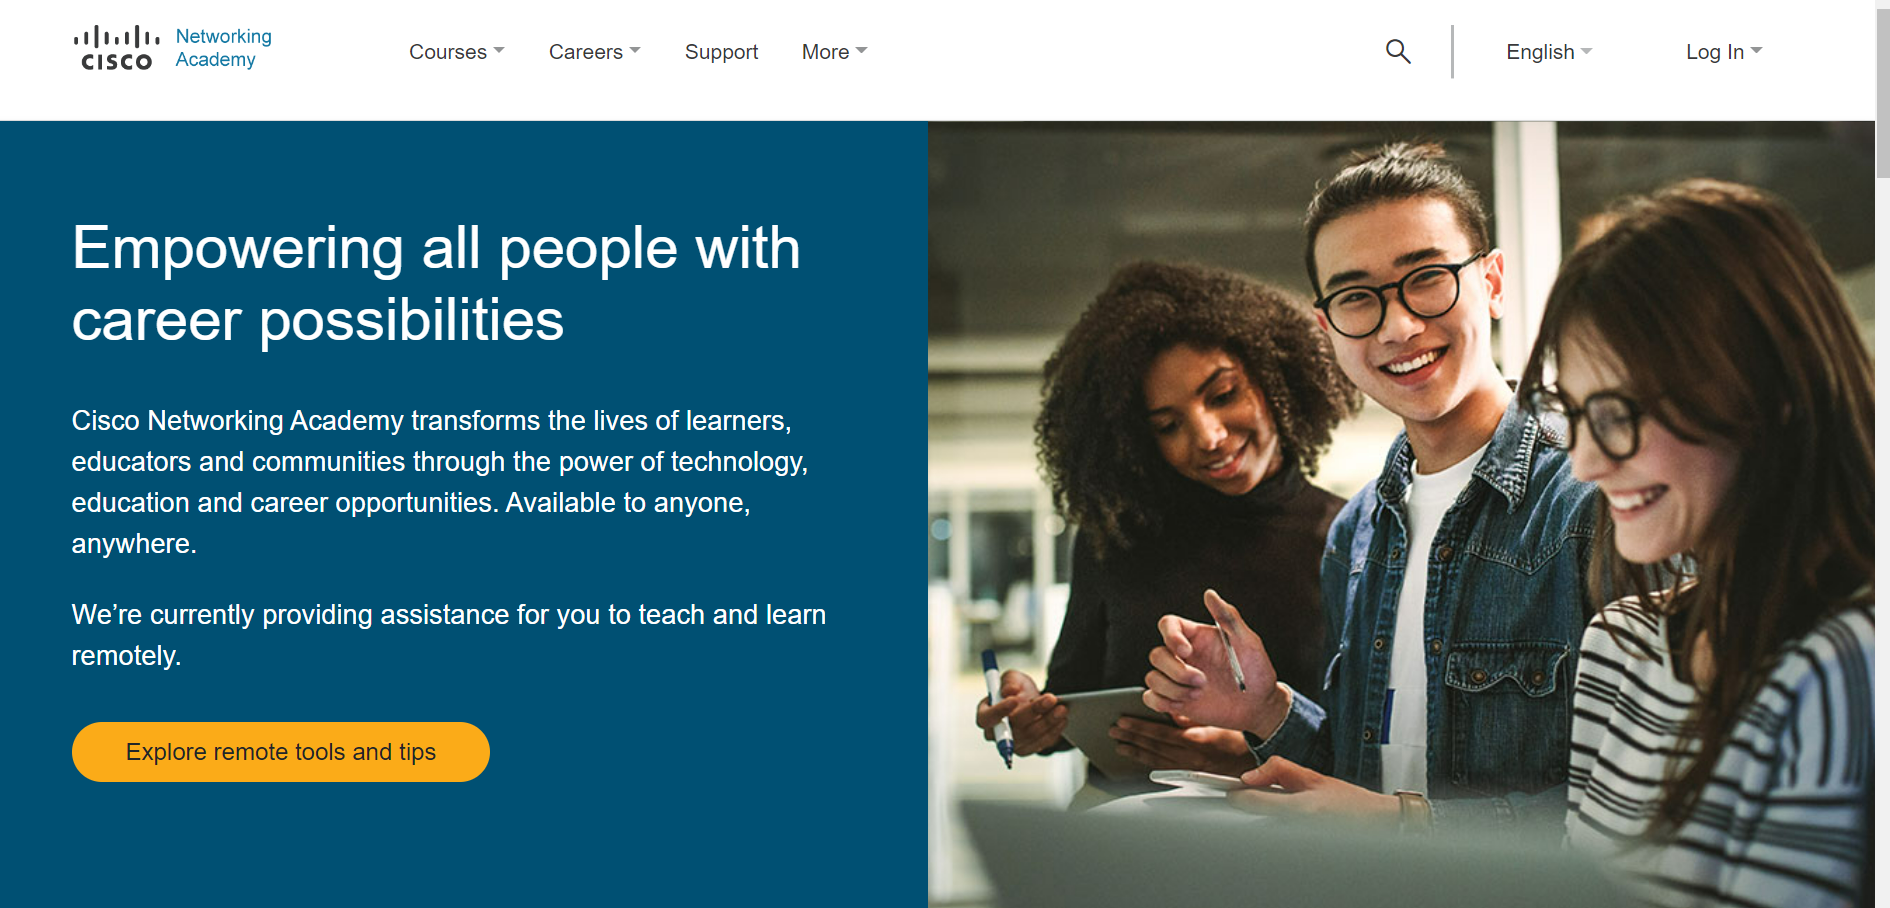 CISCO
Networking
Academy
Courses
Careers
Support
More
English
Log In
Empowering all people with
career possibilities
Cisco Networking Academy transforms the lives of learners,
educators and communities through the power of technology,
education and career opportunities. Available to anyone,
anywhere.
We’re currently providing assistance for you to teach and learn
remotely.
Explore remote tools and tips